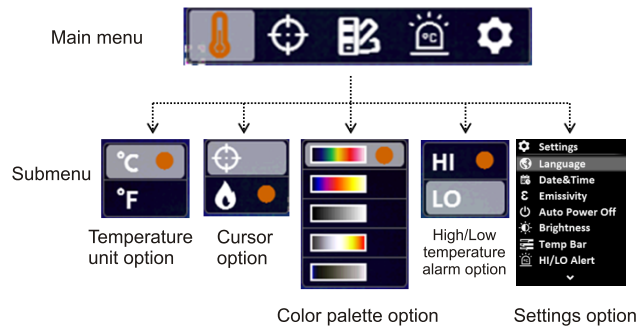 Main menu
°C
Submenu
°C
°F
HI
LO
Settings
Language
Date&Time
Emissivity
Auto Power Off
Brightness
Temp Bar
HI/LO Alert
Temperature
unit option
Cursor
option
Color palette option
High/Low
temperature
alarm option
Settings option